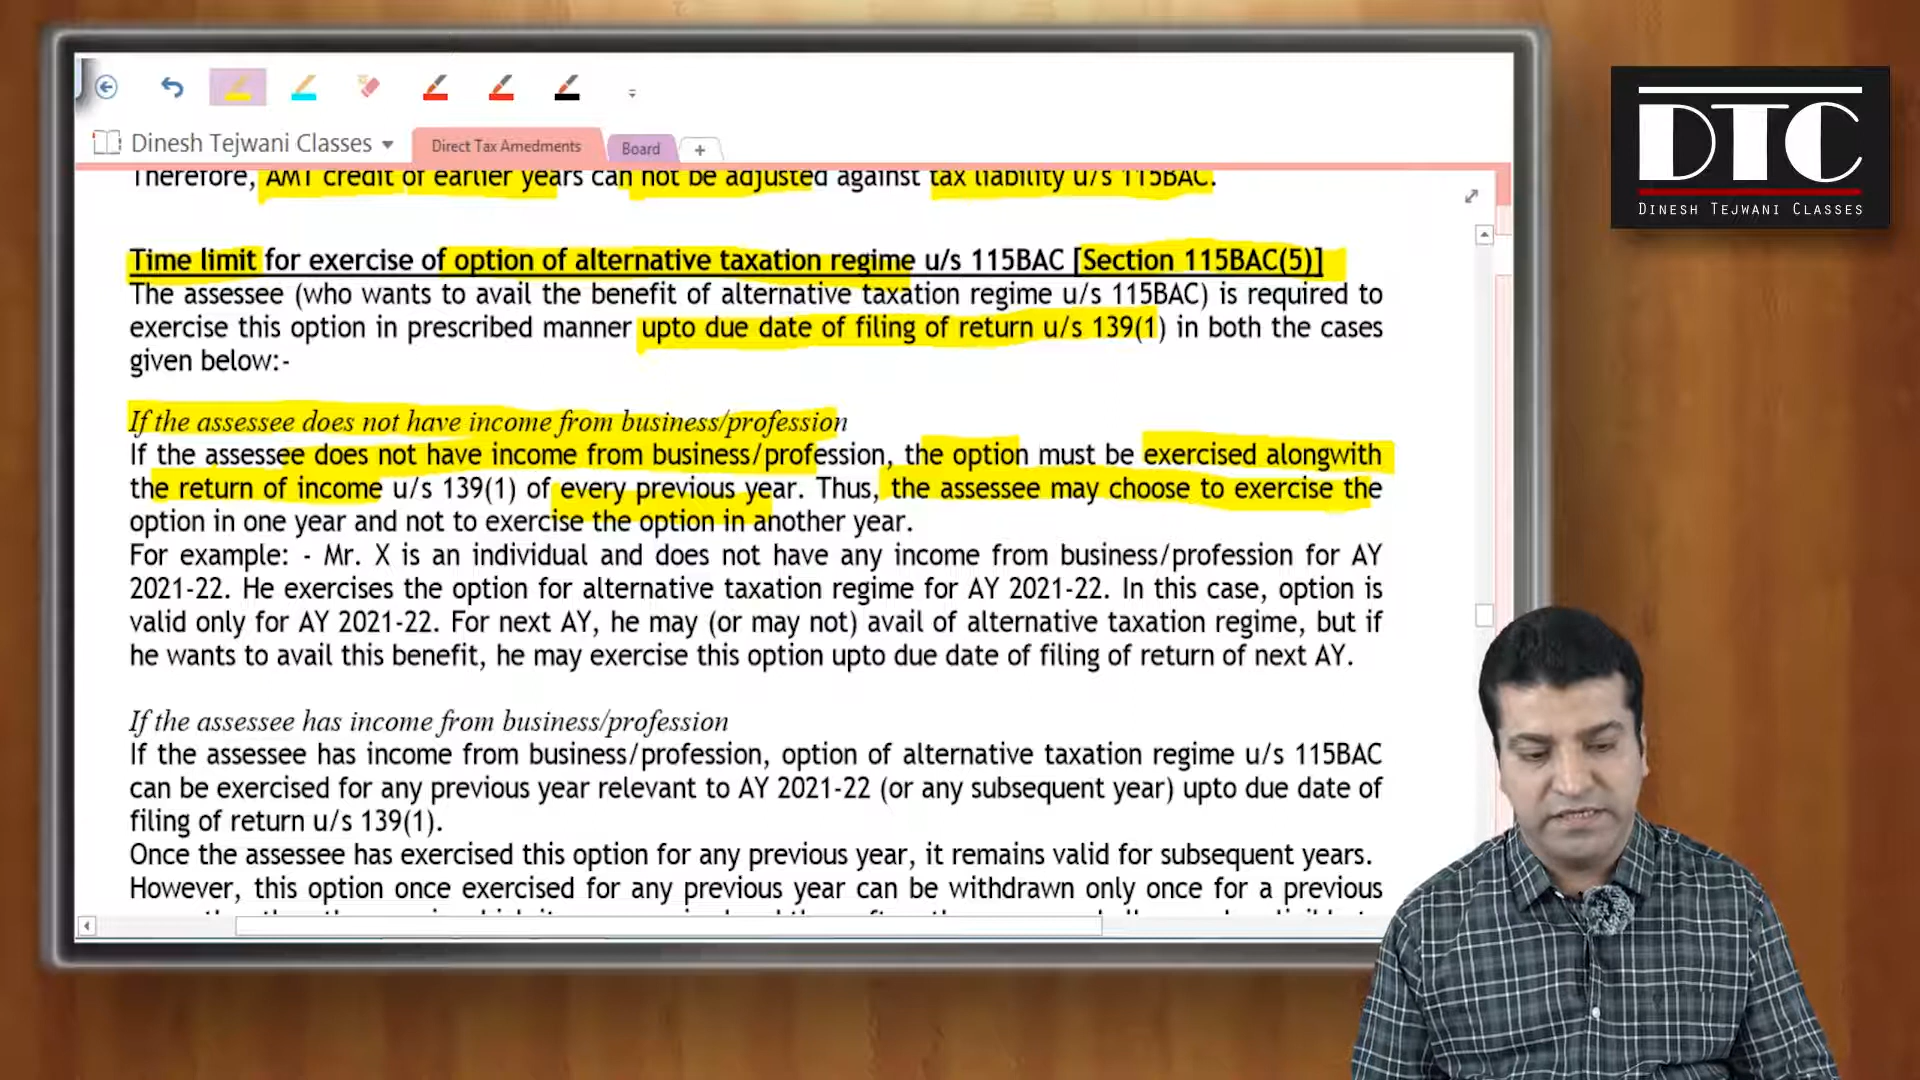 DTC
DINESH TEJWANI CLASSES
Dinesh Tejwani Classes
Direct Tax Amedments
Board
Therefore, AMT credit of earlier years can not be adjusted against tax liability u/s 115BAC.
Time limit for exercise of option of alternative taxation regime u/s 115BAC [Section 115BAC(5)]
The assessee (who wants to avail the benefit of alternative taxation regime u/s 115BAC) is required to
exercise this option in prescribed manner upto due date of filing of return u/s 139(1) in both the cases
given below:-
If the assessee does not have income from business/profession
If the assessee does not have income from business/profession, the option must be exercised alongwith
the return of income u/s 139(1) of every previous year. Thus, the assessee may choose to exercise the
option in one year and not to exercise the option in another year.
For example: - Mr. X is an individual and does not have any income from business/profession for AY
2021-22. He exercises the option for alternative taxation regime for AY 2021-22. In this case, option is
valid only for AY 2021-22. For next AY, he may (or may not) avail of alternative taxation regime, but if
he wants to avail this benefit, he may exercise this option upto due date of filing of return of next AY.
If the assessee has income from business/profession
If the assessee has income from business/profession, option of alternative taxation regime u/s 115BAC
can be exercised for any previous year relevant to AY 2021-22 (or any subsequent year) upto due date of
filing of return u/s 139(1).
Once the assessee has exercised this option for any previous year, it remains valid for subsequent years.
However, this option once exercised for any previous year can be withdrawn only once for a previous